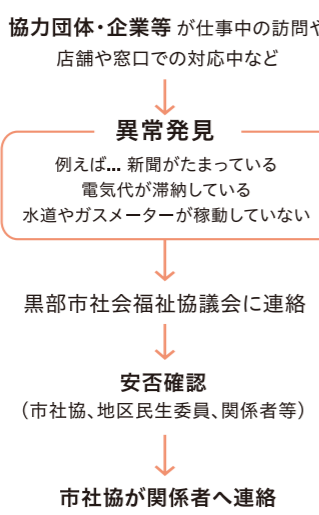 協力団体・企業等 が仕事中の訪問や
店舗や窓口での対応中など
異常発見
例えば... 新聞がたまっている
電気代が滞納している
水道やガスメーターが稼動していない
黒部市社会福祉協議会に連絡
安否確認
（市社協、地区民生委員、関係者等）
市社協が関係者へ連絡